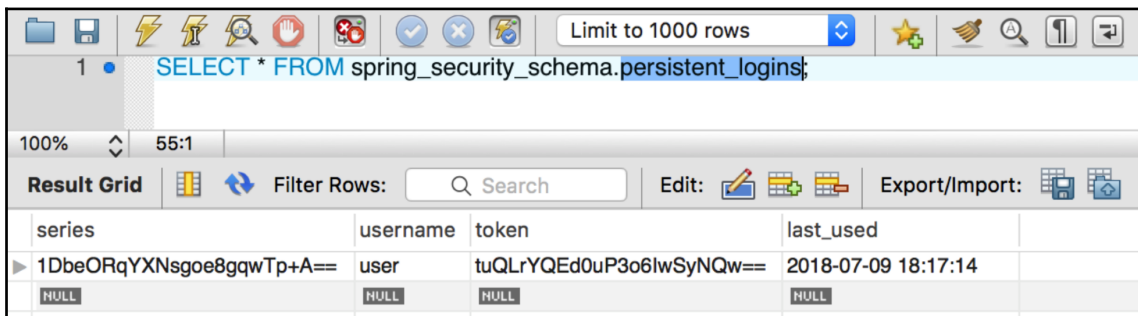 Limit to 1000 rows
1 SELECT * FROM spring_security_schema.persistent_logins;
100% 55:1
Result Grid Filter Rows: Search Edit: Export/Import:
series username token last_used
1DbeORqYXNsgoe8gqwTp+A== user tuQLrYQEd0uP3o6lwSyNQw== 2018-07-09 18:17:14
NULL NULL NULL NULL